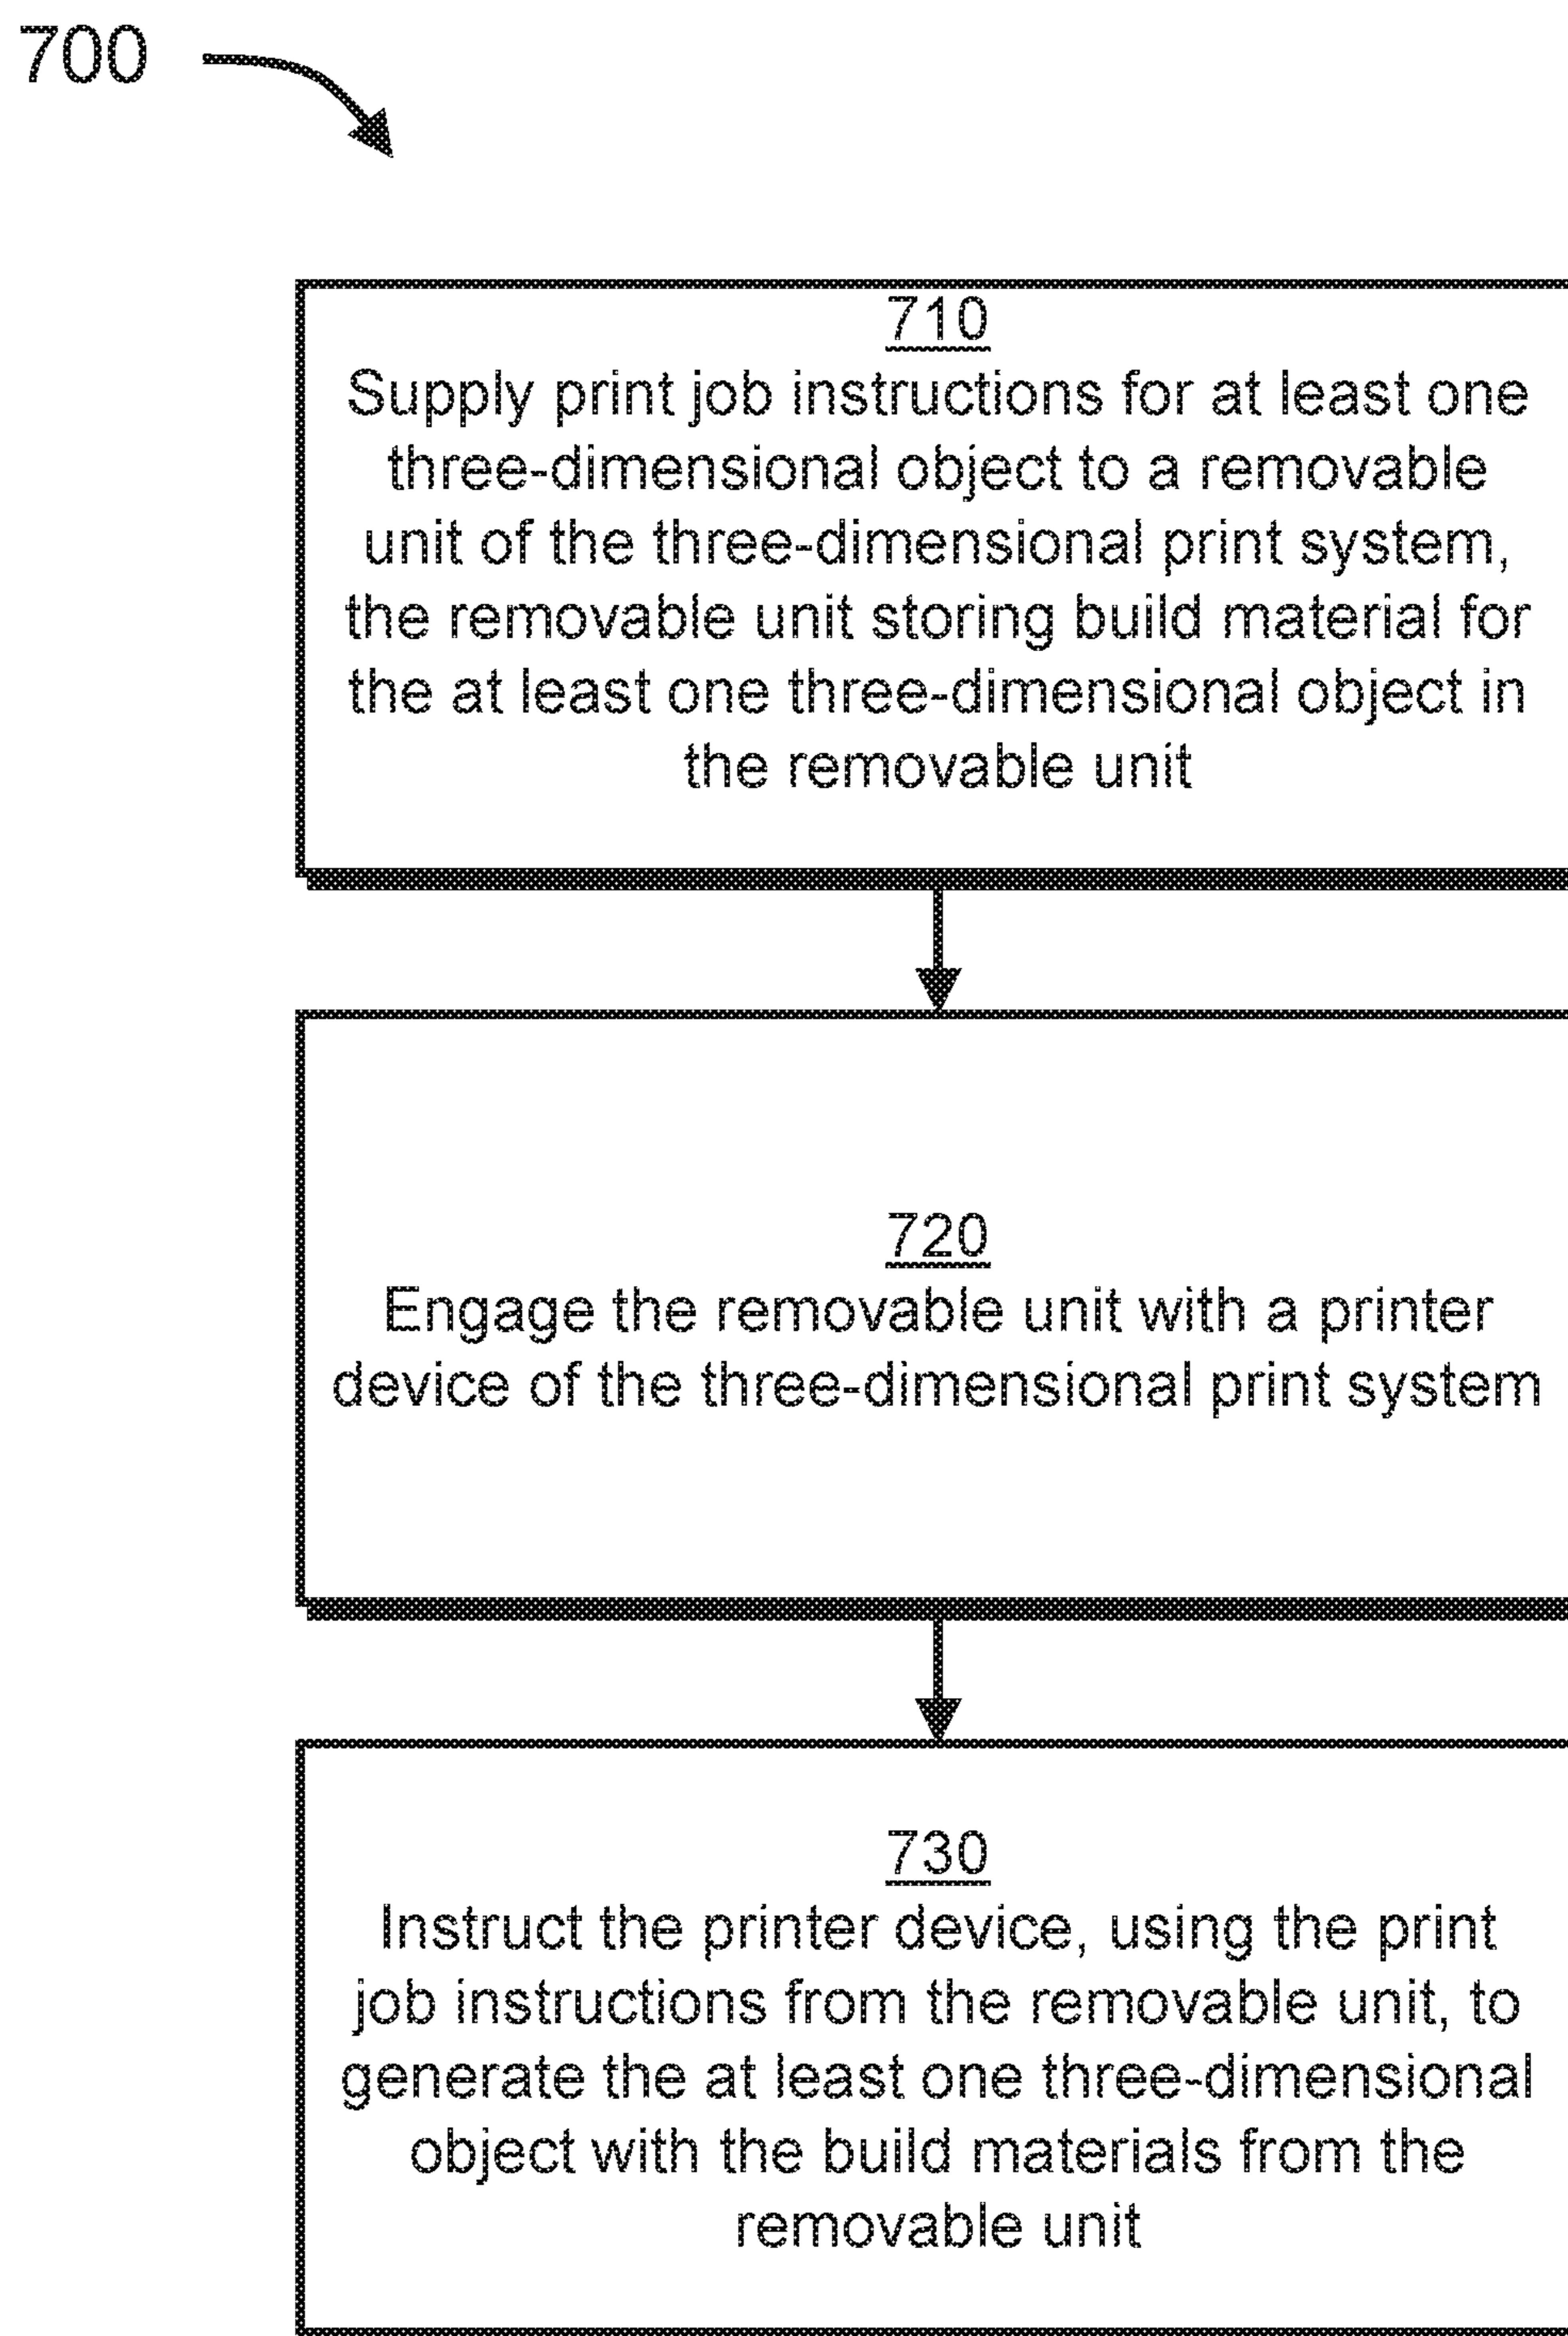 700
710
Supply print job instructions for at least one
three-dimensional object to a removable
unit of the three-dimensional print system,
the removable unit storing build material for
the at least one three-dimensional object in
the removable unit
720
Engage the removable unit with a printer
device of the three-dimensional print system
730
Instruct the printer device, using the print
job instructions from the removable unit, to
generate the at least one three-dimensional
object with the build materials from the
removable unit